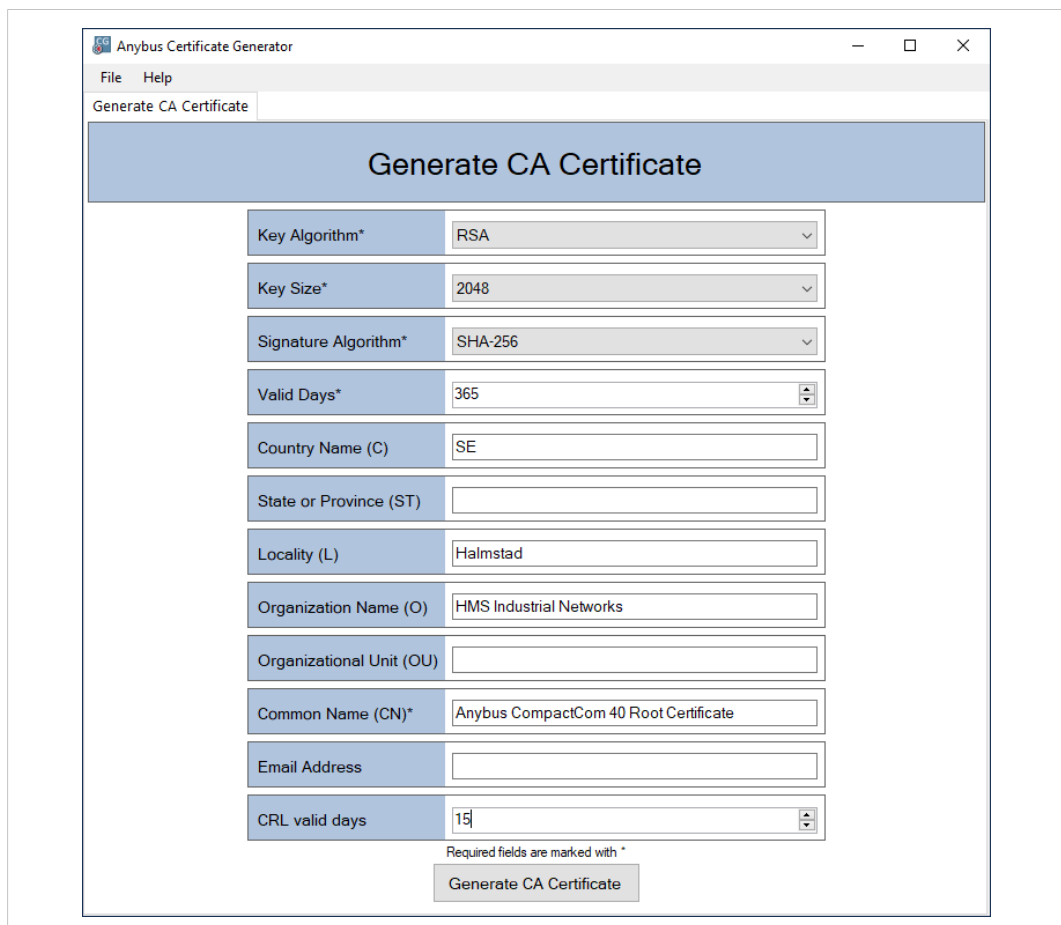 Anybus Certificate Generator
File Help
Generate CA Certificate
Generate CA Certificate
Key Algorithm* RSA
Key Size* 2048
Signature Algorithm* SHA-256
Valid Days* 365
Country Name (C) SE
State or Province (ST)
Locality (L) Halmstad
Organization Name (O) HMS Industrial Networks
Organizational Unit (OU)
Common Name (CN)* Anybus CompactCom 40 Root Certificate
Email Address
CRL valid days 15
Required fields are marked with *
Generate CA Certificate